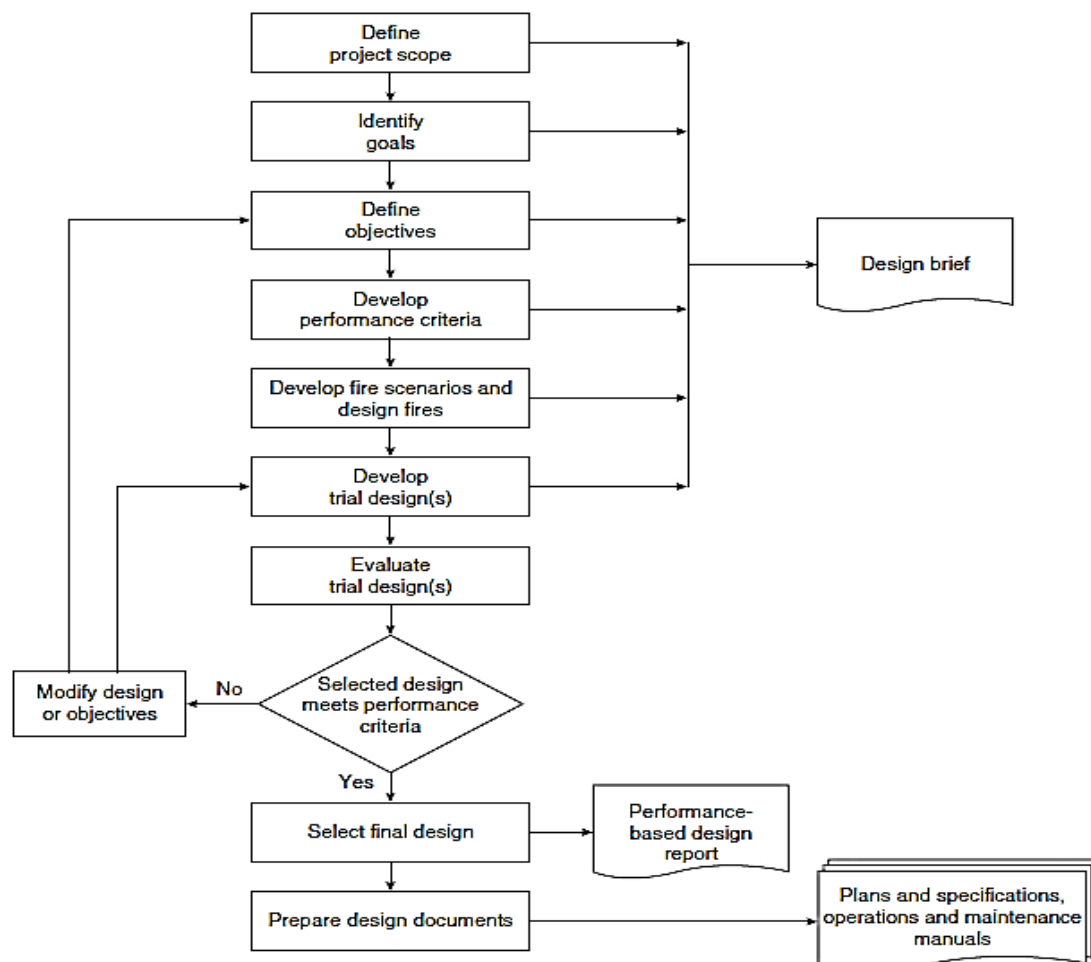 Define
project scope
Identify
goals
Define
objectives
Design brief
Develop
performance criteria
Develop fire scenarios and
design fires
Develop
trial design(s)
Evaluate
trial design(s)
Modify design
or objectives
No
Selected design
meets performance
criteria
Yes
Select final design
Performance-
based design
report
Prepare design documents
Plans and specifications,
operations and maintenance
manuals